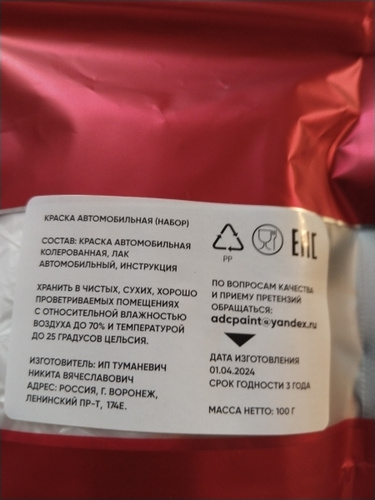 КРАСКА АВТОМОБИЛЬНАЯ (НАБОР)
СОСТАВ: КРАСКА АВТОМОБИЛЬНАЯ
КОЛЕРОВАННАЯ, ЛАК
АВТОМОБИЛЬНЫЙ, ИНСТРУКЦИЯ
ХРАНИТЬ В ЧИСТЫХ, СУХИХ, ХОРОШО
ПРОВЕТРИВАЕМЫХ ПОМЕЩЕНИЯХ
С ОТНОСИТЕЛЬНОЙ ВЛАЖНОСТЬЮ
ВОЗДУХА ДО 70% И ТЕМПЕРАТУРОЙ
ДО 25 ГРАДУСОВ ЦЕЛЬСИЯ.
ИЗГОТОВИТЕЛЬ: ИП ТУМАНЕВИЧ
НИКИТА ВЯЧЕСЛАВОВИЧ
АДРЕС: РОССИЯ, Г. ВОРОНЕЖ,
ЛЕНИНСКИЙ ПР-Т, 174Е.
PP
EAC
ПО ВОПРОСАМ КАЧЕСТВА
И ПРИЕМУ ПРЕТЕНЗИЙ
ОБРАЩАТЬСЯ:
adcpaint@yandex.ru
ДАТА ИЗГОТОВЛЕНИЯ
01.04.2024
СРОК ГОДНОСТИ 3 ГОДА
МАССА НЕТТО: 100 Г